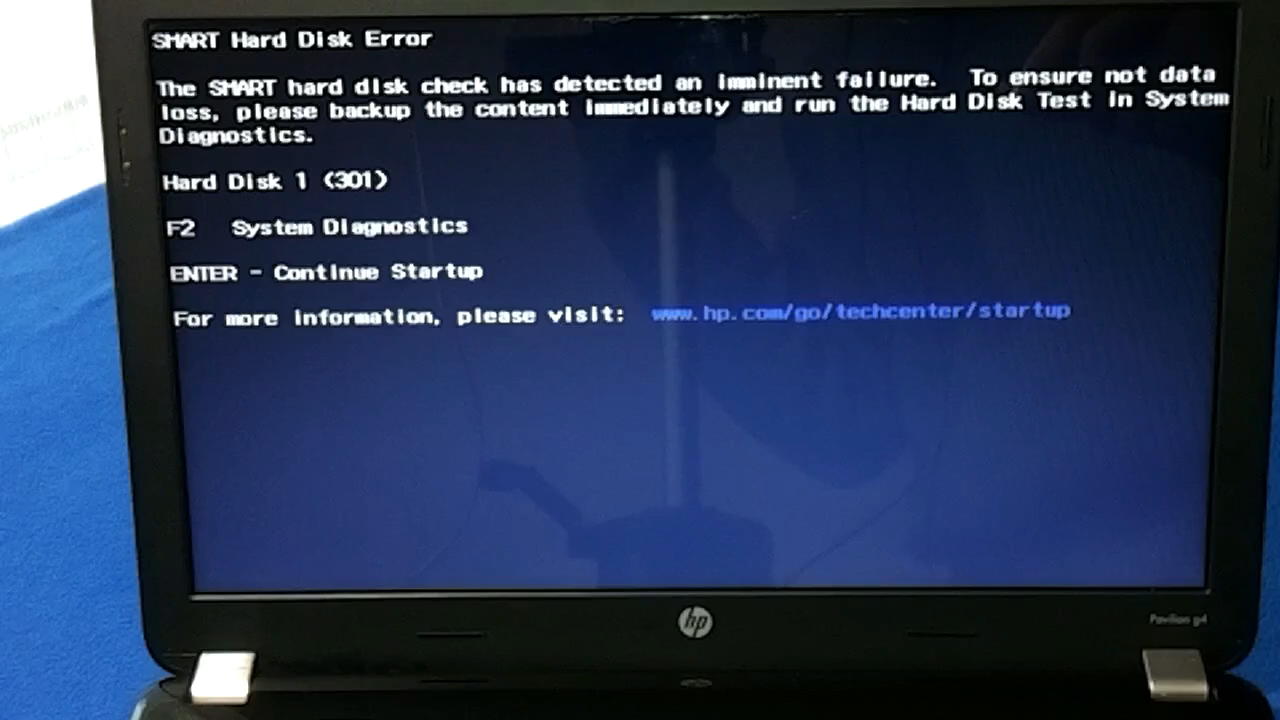 SMART Hard Disk Error
The SMART hard disk check has detected an imminent failure. To ensure not data
loss, please backup the content immediately and run the Hard Disk Test in System
Diagnostics.
Hard Disk 1 (301)
F2 System Diagnostics
ENTER - Continue Startup
For more information, please visit: www.hp.com/go/techcenter/startup
hp
Pavilion g4